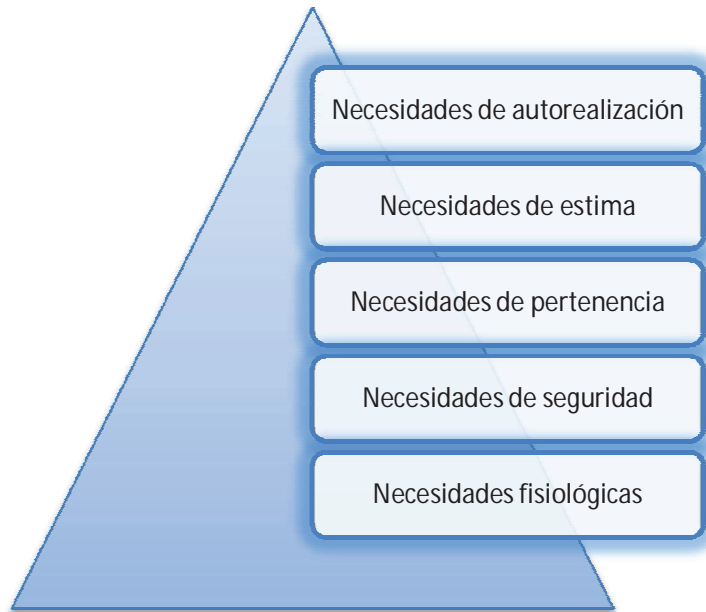 Necesidades de autorealización
Necesidades de estima
Necesidades de pertenencia
Necesidades de seguridad
Necesidades fisiológicas